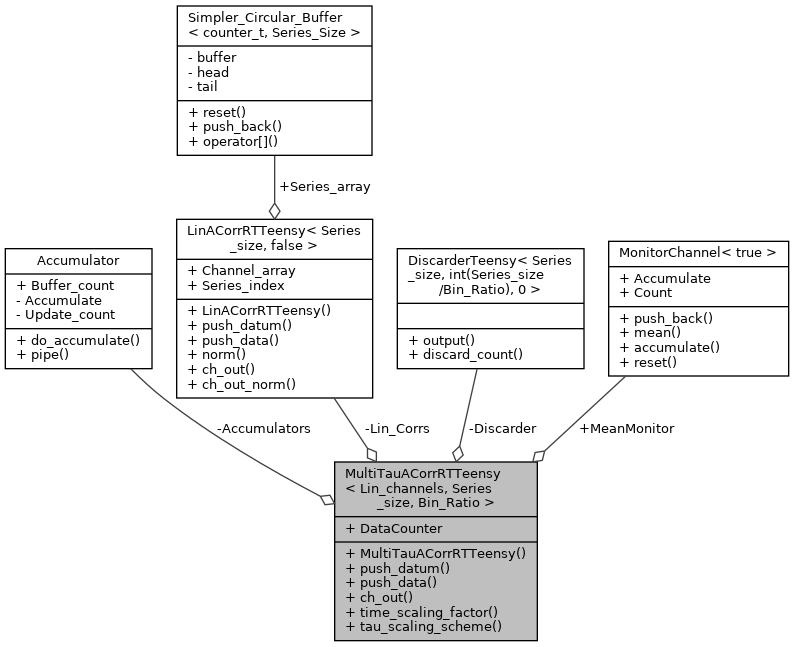 Simpler_Circular_Buffer
< counter_t, Series_Size >
- buffer
- head
- tail
+ reset()
+ push_back()
+ operator[]()
+Series_array
Accumulator
+ Buffer_count
- Accumulate
- Update_count
+ do_accumulate()
+ pipe()
LinACorrRTTeensy< Series
_size, false >
+ Channel_array
+ Series_index
+ LinACorrRTTeensy()
+ push_datum()
+ push_data()
+ norm()
+ ch_out()
+ ch_out_norm()
DiscarderTeensy< Series
_size, int(Series_size
/Bin_Ratio), 0 >
+ output()
+ discard_count()
MonitorChannel< true >
+ Accumulate
+ Count
+ push_back()
+ mean()
+ accumulate()
+ reset()
-Accumulators
-Lin_Corrs
-Discarder
+MeanMonitor
MultiTauACorrRTTeensy
< Lin_channels, Series
_size, Bin_Ratio >
+ DataCounter
+ MultiTauACorrRTTeensy()
+ push_datum()
+ push_data()
+ ch_out()
+ time_scaling_factor()
+ tau_scaling_scheme()